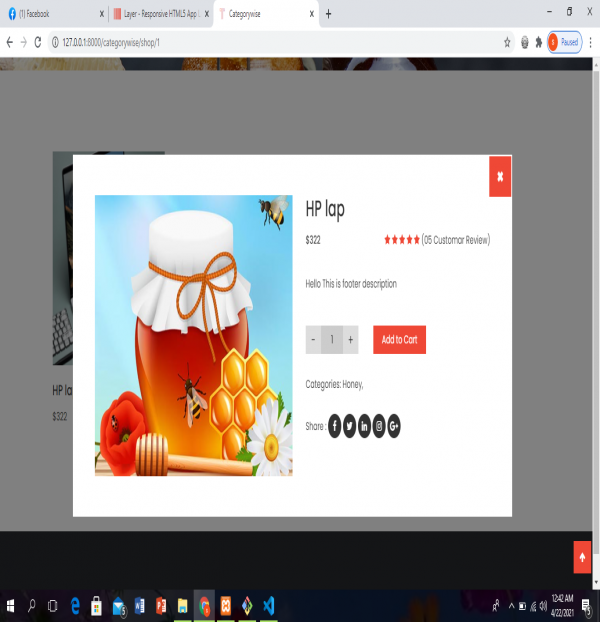 (1) Facebook
Layer - Responsive HTML5 App L
Categorywise
127.0.0.1:8000/categorywise/shop/1
Paused
HP lap
$322
(05 Customar Review)
Hello This is footer description
- 1 +
Add to Cart
Categories: Honey,
Share :
HP la
$322
12:42 AM
4/22/2021